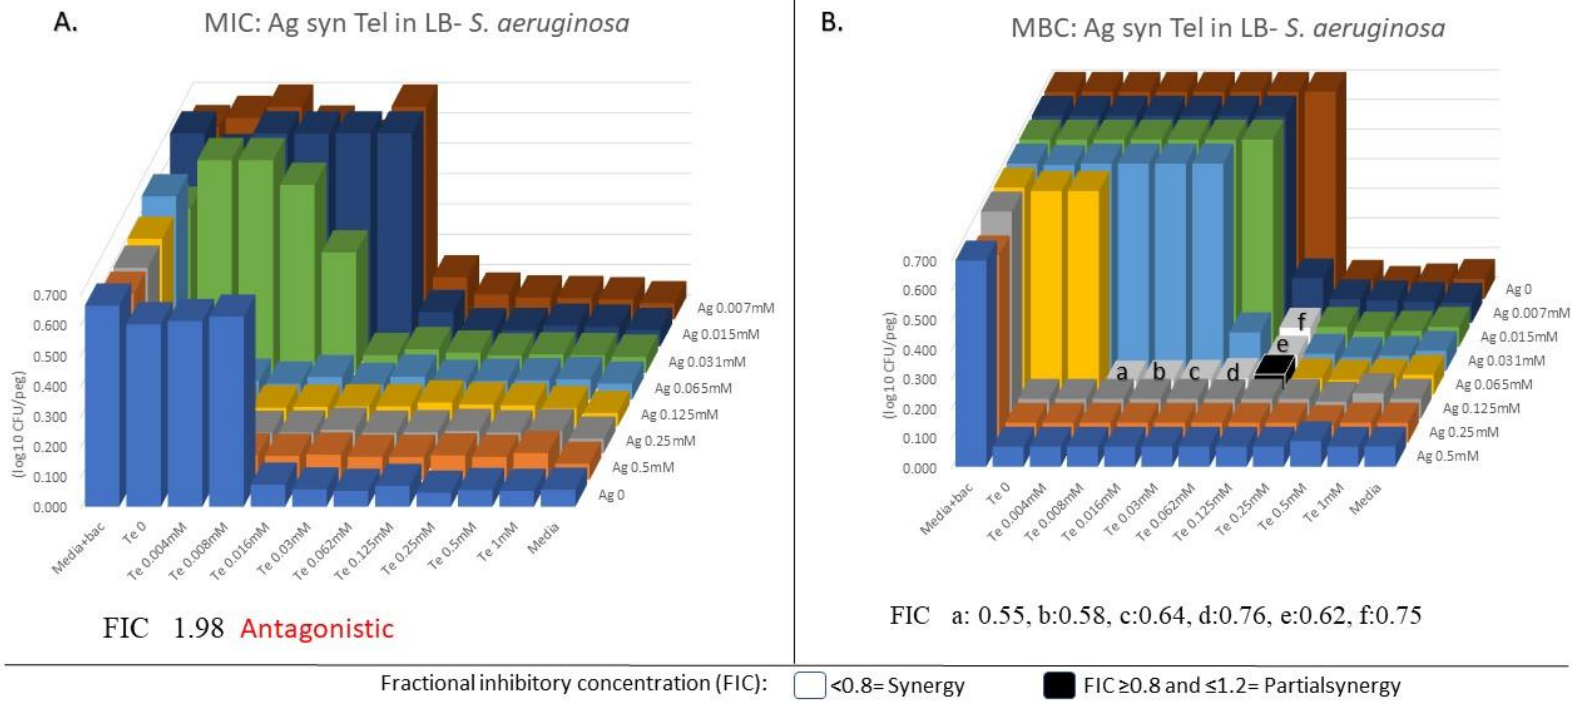 A.
MIC: Ag syn Tel in LB- S. aeruginosa
0.700
0.600
0.500
0.400
0.300
0.200
0.100
0.000
(log10 CFU/peg)
Media+bac
Te 0
Te 0.004mM
Te 0.008mM
Te 0.016mM
Te 0.03mM
Te 0.062mM
Te 0.125mM
Te 0.25mM
Te 0.5mM
Te 1mM
Media
Ag 0.007mM
Ag 0.015mM
Ag 0.031mM
Ag 0.065mM
Ag 0.125mM
Ag 0.25mM
Ag 0.5mM
Ag 0
FIC 1.98 Antagonistic
B.
MBC: Ag syn Tel in LB- S. aeruginosa
0.700
0.600
0.500
0.400
0.300
0.200
0.100
0.000
(log10 CFU/peg)
a b c d e f
Media+bac
Te 0
Te 0.004mM
Te 0.008mM
Te 0.016mM
Te 0.03mM
Te 0.062mM
Te 0.125mM
Te 0.25mM
Te 0.5mM
Te 1mM
Media
Ag 0
Ag 0.007mM
Ag 0.015mM
Ag 0.031mM
Ag 0.065mM
Ag 0.125mM
Ag 0.25mM
Ag 0.5mM
FIC a: 0.55, b:0.58, c:0.64, d:0.76, e:0.62, f:0.75
Fractional inhibitory concentration (FIC): <0.8= Synergy FIC ≥0.8 and ≤1.2= Partialsynergy